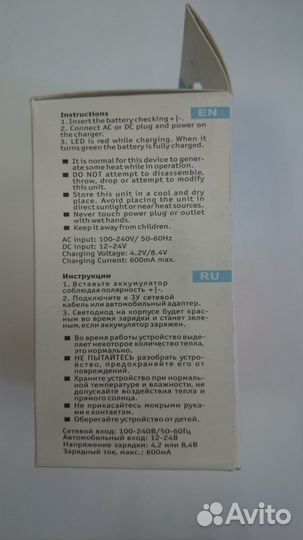 Instructions
EN
1. Insert the battery checking +|-.
2. Connect AC or DC plug and power on
the charger.
3. LED is red while charging. When it
turns green the battery is fully charged.
It is normal for this device to gener-
ate some heat while in operation.
DO NOT attempt to disassemble,
throw, drop or attempt to modify
this unit.
Store this unit in a cool and dry
place. Avoid placing the unit in
direct sunlight or near heat sources.
Never touch power plug or outlet
with wet hands.
Keep it away from children.
AC input: 100-240V/ 50-60Hz
DC input: 12~24V
Charging Voltage: 4.2V/8.4V
Charging Current: 600mA max.
Инструкции
RU
1. Вставьте аккумулятор
соблюдая полярность +|-.
2. Подключите к ЗУ сетевой
кабель или автомобильный адаптер.
3. Светодиод на корпусе будет крас-
ным во время зарядки и станет зеле-
ным, если аккумулятор заряжен.
Во время работы устройство выде-
ляет некоторое количество тепла,
это нормально.
НЕ ПЫТАЙТЕСЬ разобрать устро-
йство, предохраняйте его от
повреждений.
Храните устройство при нормаль-
ной температуре и влажности, не
допускайте воздействия тепла и
прямого солнца.
Не прикасайтесь мокрыми рука-
ми к контактам.
Оберегайте устройство от детей.
Сетевой вход: 100-240В/50-60Гц
Автомобильный вход: 12-24В
Напряжение зарядки: 4,2 или 8,4В
Зарядный ток, макс.: 600мА
Avito